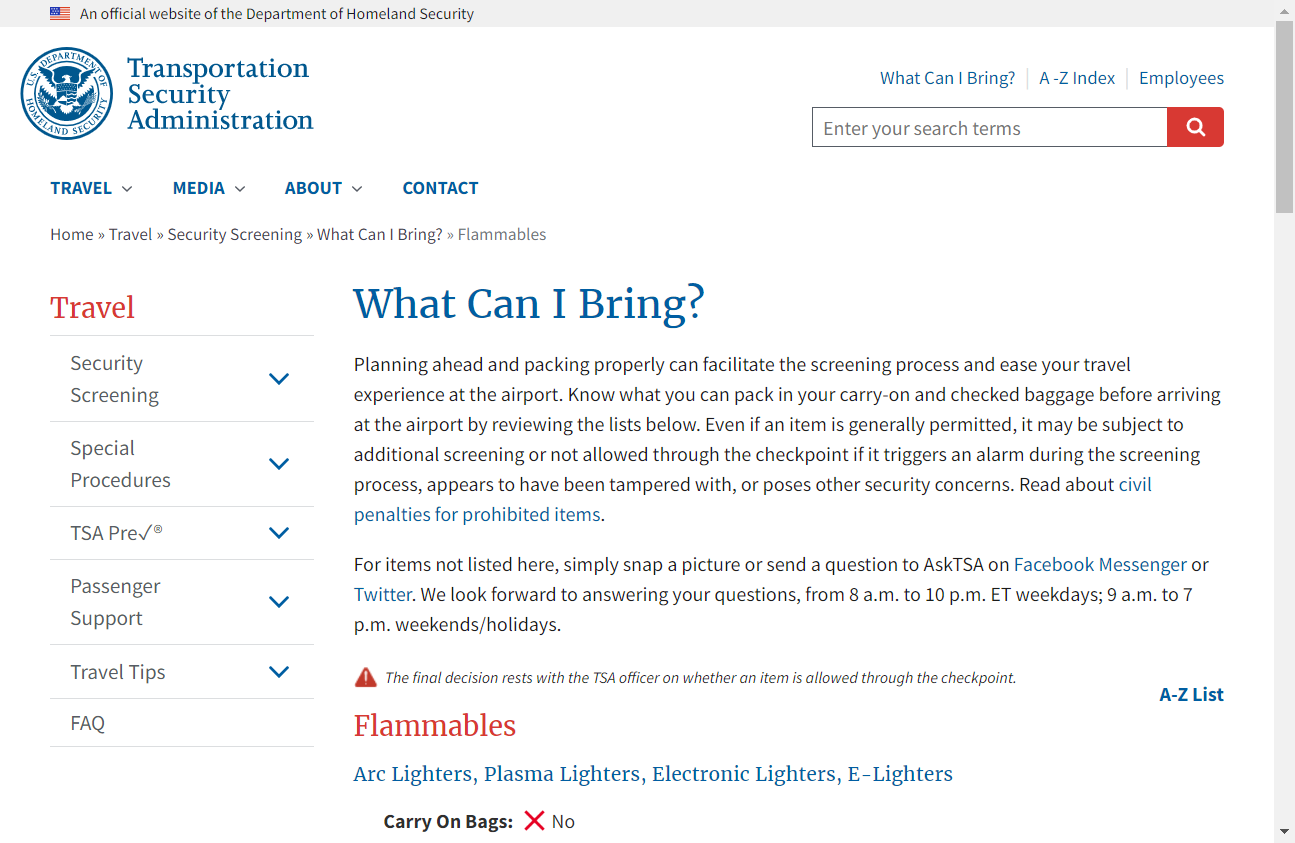 An official website of the Department of Homeland Security
U.S. DEPARTMENT OF HOMELAND SECURITY
Transportation
Security
Administration
What Can I Bring?
A -Z Index
Employees
Enter your search terms
TRAVEL
MEDIA
ABOUT
CONTACT
Home » Travel » Security Screening » What Can I Bring? » Flammables
Travel
Security
Screening
Special
Procedures
TSA Pre✓®
Passenger
Support
Travel Tips
FAQ
What Can I Bring?
Planning ahead and packing properly can facilitate the screening process and ease your travel
experience at the airport. Know what you can pack in your carry-on and checked baggage before arriving
at the airport by reviewing the lists below. Even if an item is generally permitted, it may be subject to
additional screening or not allowed through the checkpoint if it triggers an alarm during the screening
process, appears to have been tampered with, or poses other security concerns. Read about civil
penalties for prohibited items.
For items not listed here, simply snap a picture or send a question to AskTSA on Facebook Messenger or
Twitter. We look forward to answering your questions, from 8 a.m. to 10 p.m. ET weekdays; 9 a.m. to 7
p.m. weekends/holidays.
The final decision rests with the TSA officer on whether an item is allowed through the checkpoint.
A-Z List
Flammables
Arc Lighters, Plasma Lighters, Electronic Lighters, E-Lighters
Carry On Bags: No